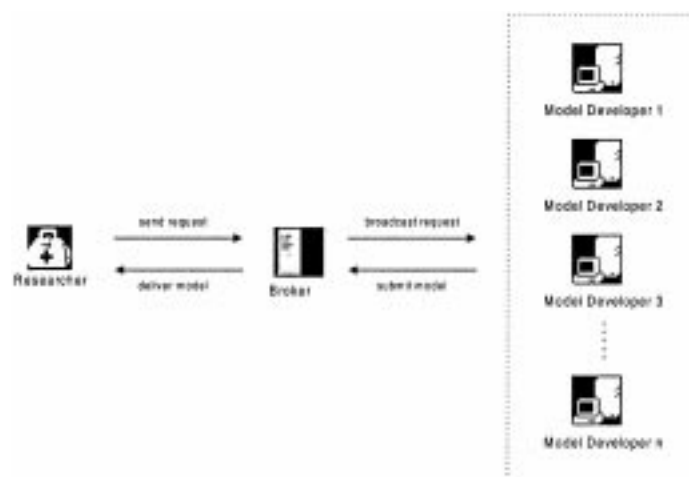 Model Developer 1
Model Developer 2
send request
broadcast request
Researcher
Broker
deliver model
submit model
Model Developer 3
Model Developer n